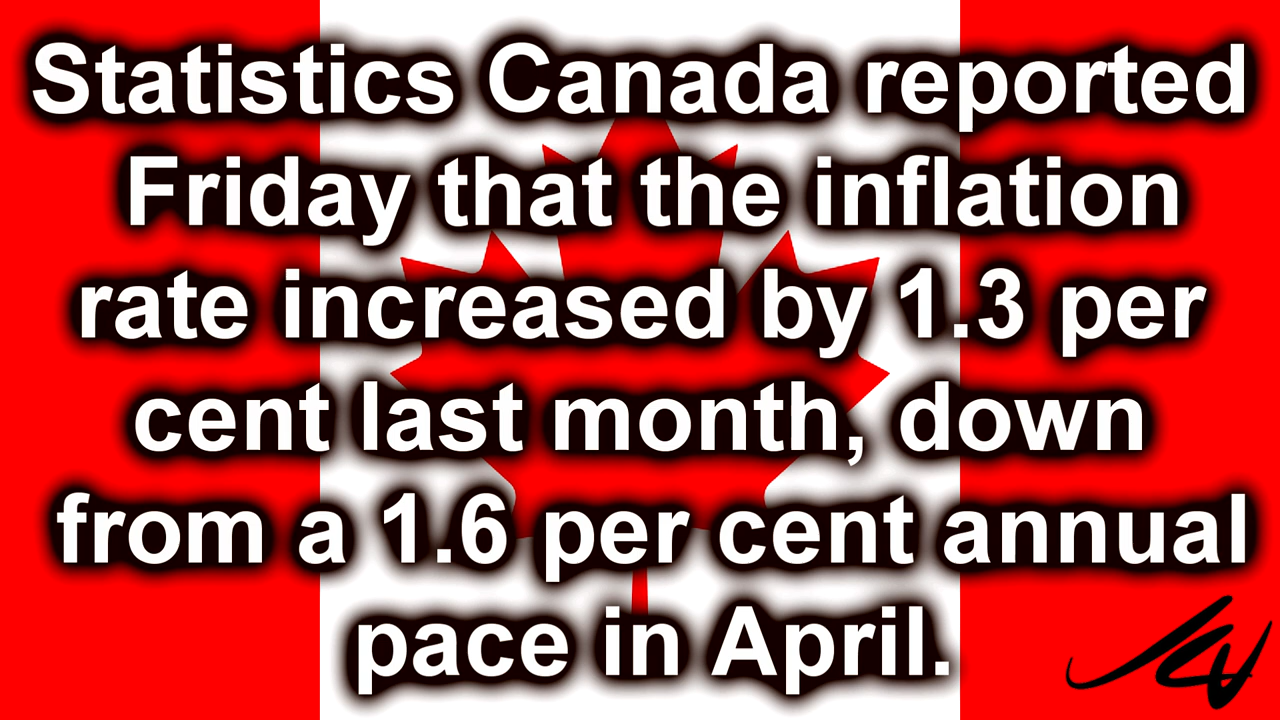 Statistics Canada reported
Friday that the inflation
rate increased by 1.3 per
cent last month, down
from a 1.6 per cent annual
pace in April.